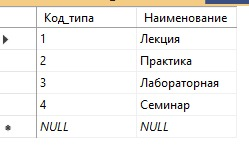 Код_типа Наименование
1 Лекция
2 Практика
3 Лабораторная
4 Семинар
NULL NULL